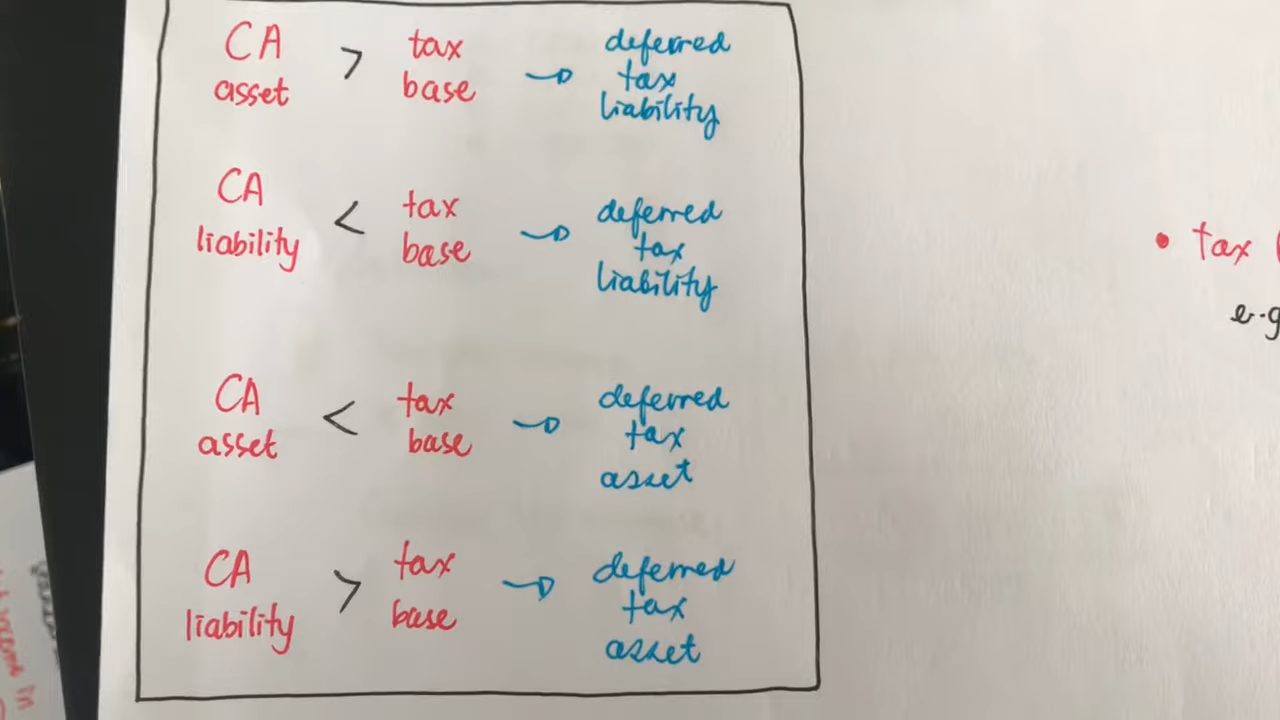 CA > tax deferred
asset base → tax
liability
CA < tax deferred
liability base → tax
liability
CA < tax deferred
asset base → tax
asset
CA > tax deferred
liability base → tax
asset
• tax
e.g